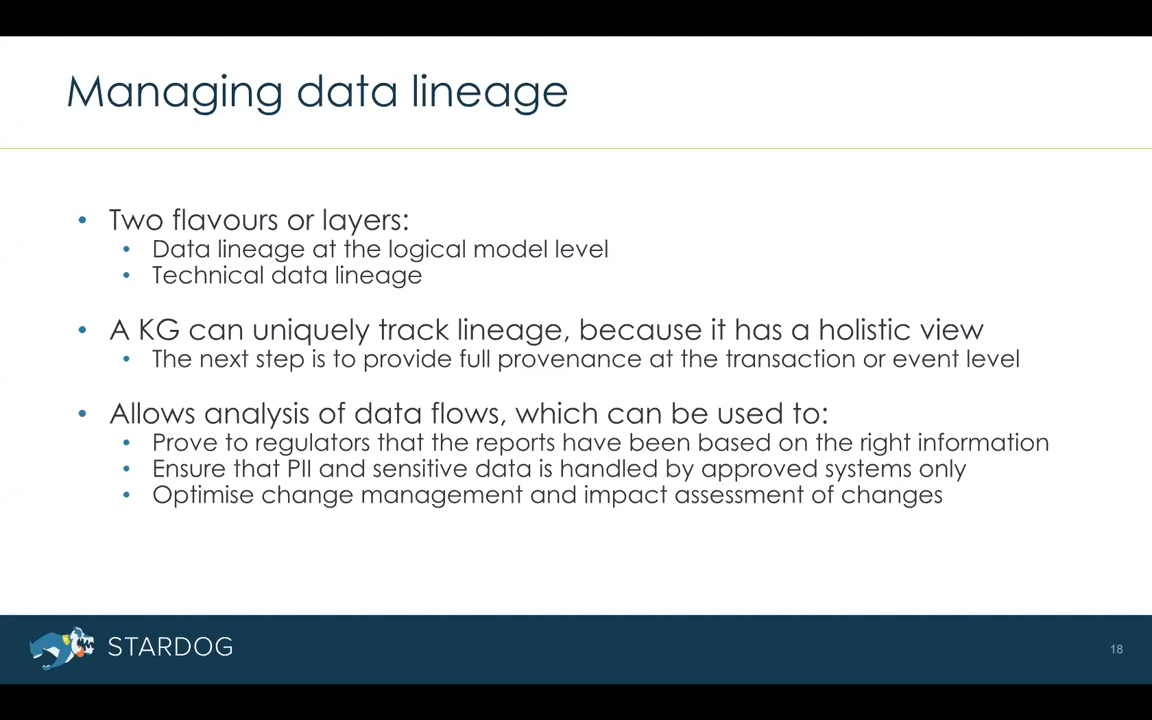 Managing data lineage
• Two flavours or layers:
• Data lineage at the logical model level
• Technical data lineage
• A KG can uniquely track lineage, because it has a holistic view
• The next step is to provide full provenance at the transaction or event level
• Allows analysis of data flows, which can be used to:
• Prove to regulators that the reports have been based on the right information
• Ensure that PII and sensitive data is handled by approved systems only
• Optimise change management and impact assessment of changes
STARDOG
18